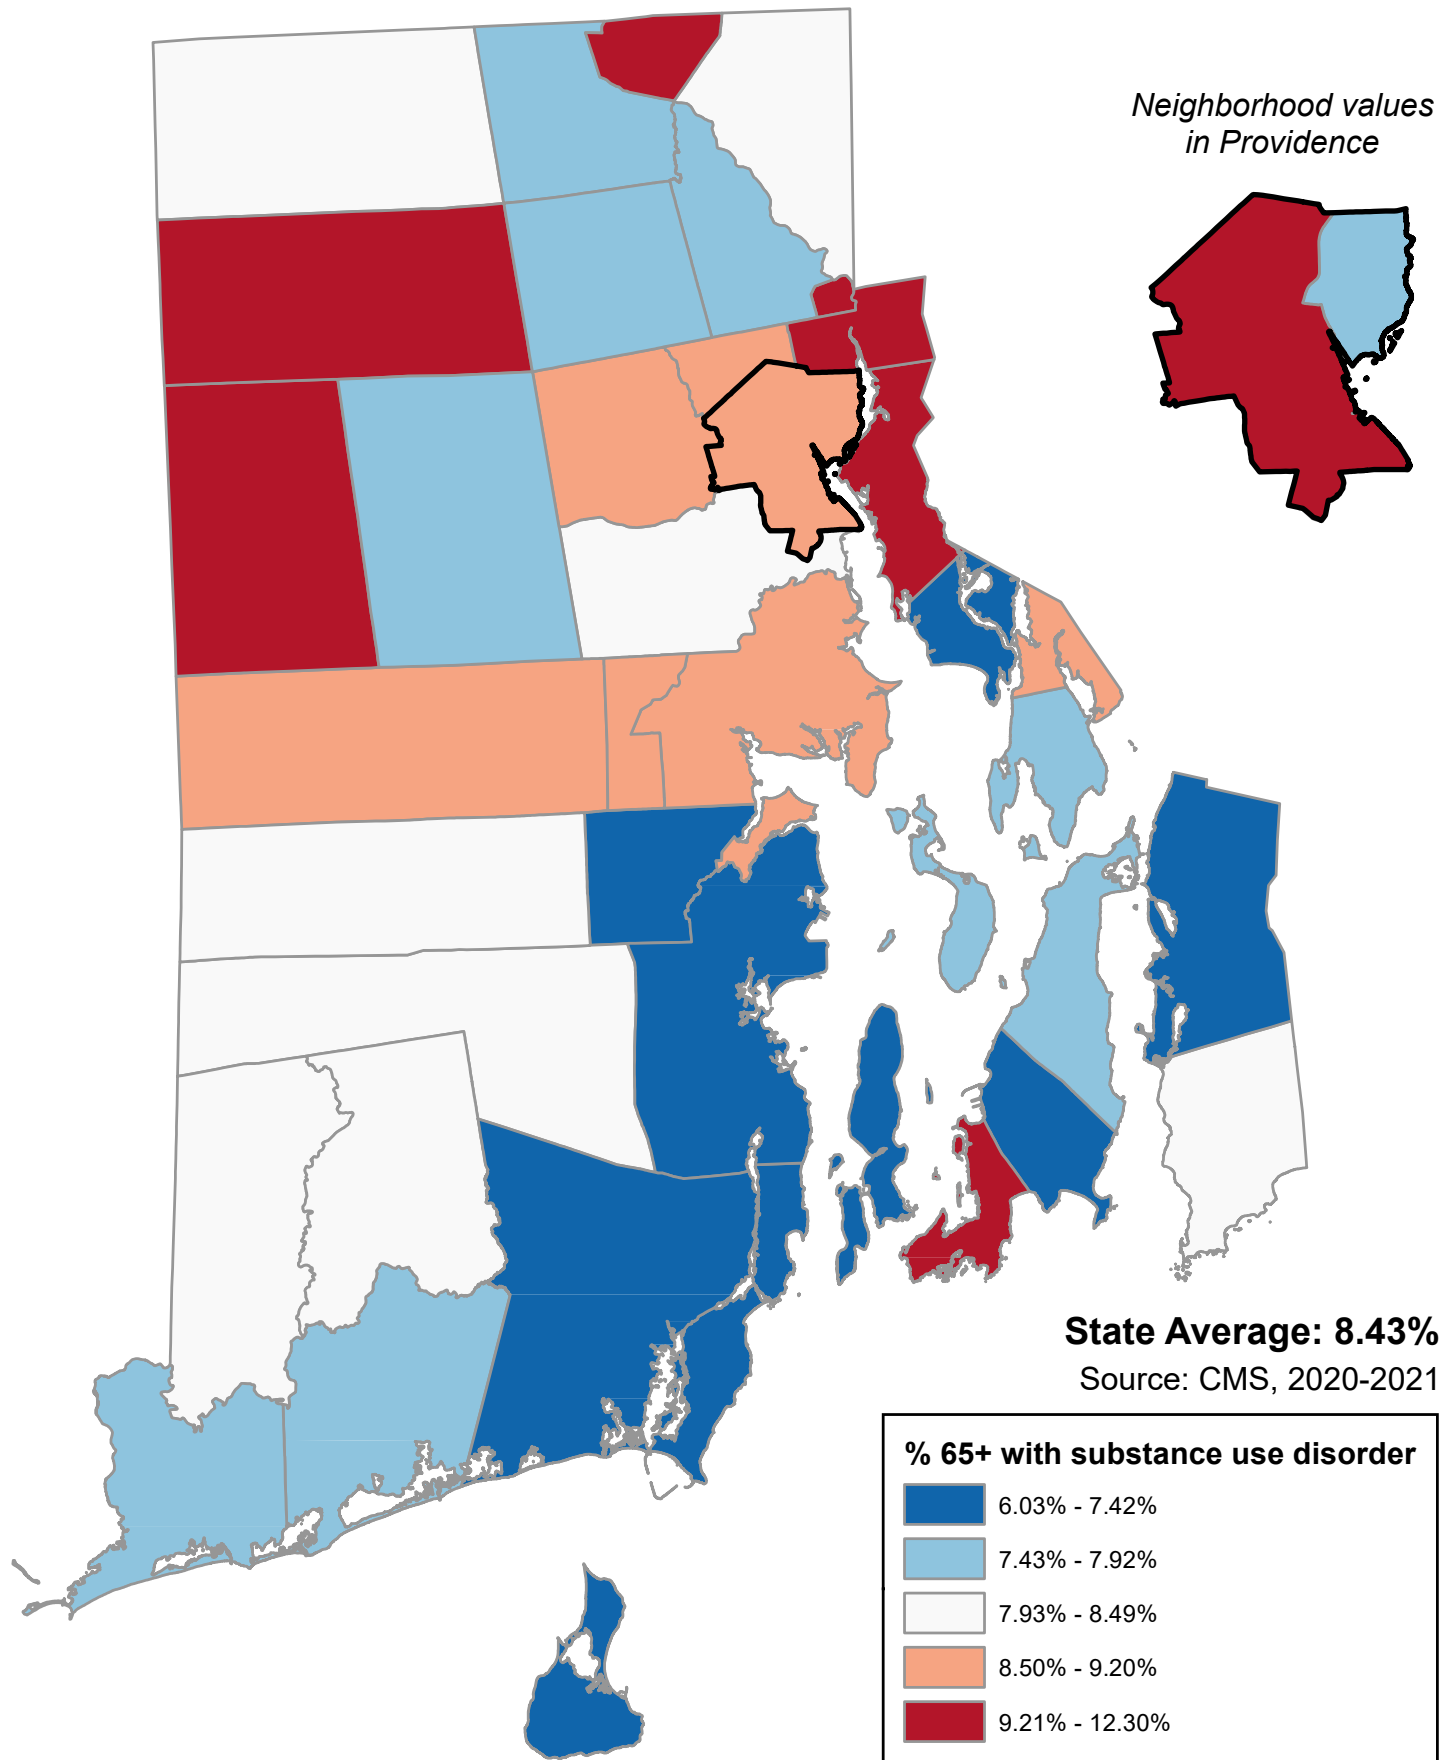 Neighborhood values
in Providence
State Average: 8.43%
Source: CMS, 2020-2021
% 65+ with substance use disorder
6.03% - 7.42%
7.43% - 7.92%
7.93% - 8.49%
8.50% - 9.20%
9.21% - 12.30%